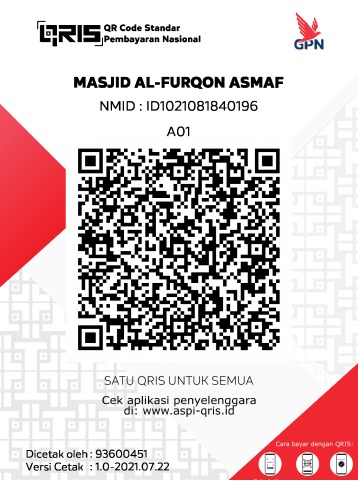 QRIS
QR Code Standar
Pembayaran Nasional
GPN
MASJID AL-FURQON ASMAF
NMID : ID1021081840196
A01
SATU QRIS UNTUK SEMUA
Cek aplikasi penyelenggara
di: www.aspi-qris.id
Dicetak oleh : 93600451
Versi Cetak : 1.0-2021.07.22
Cara bayar dengan QRIS: